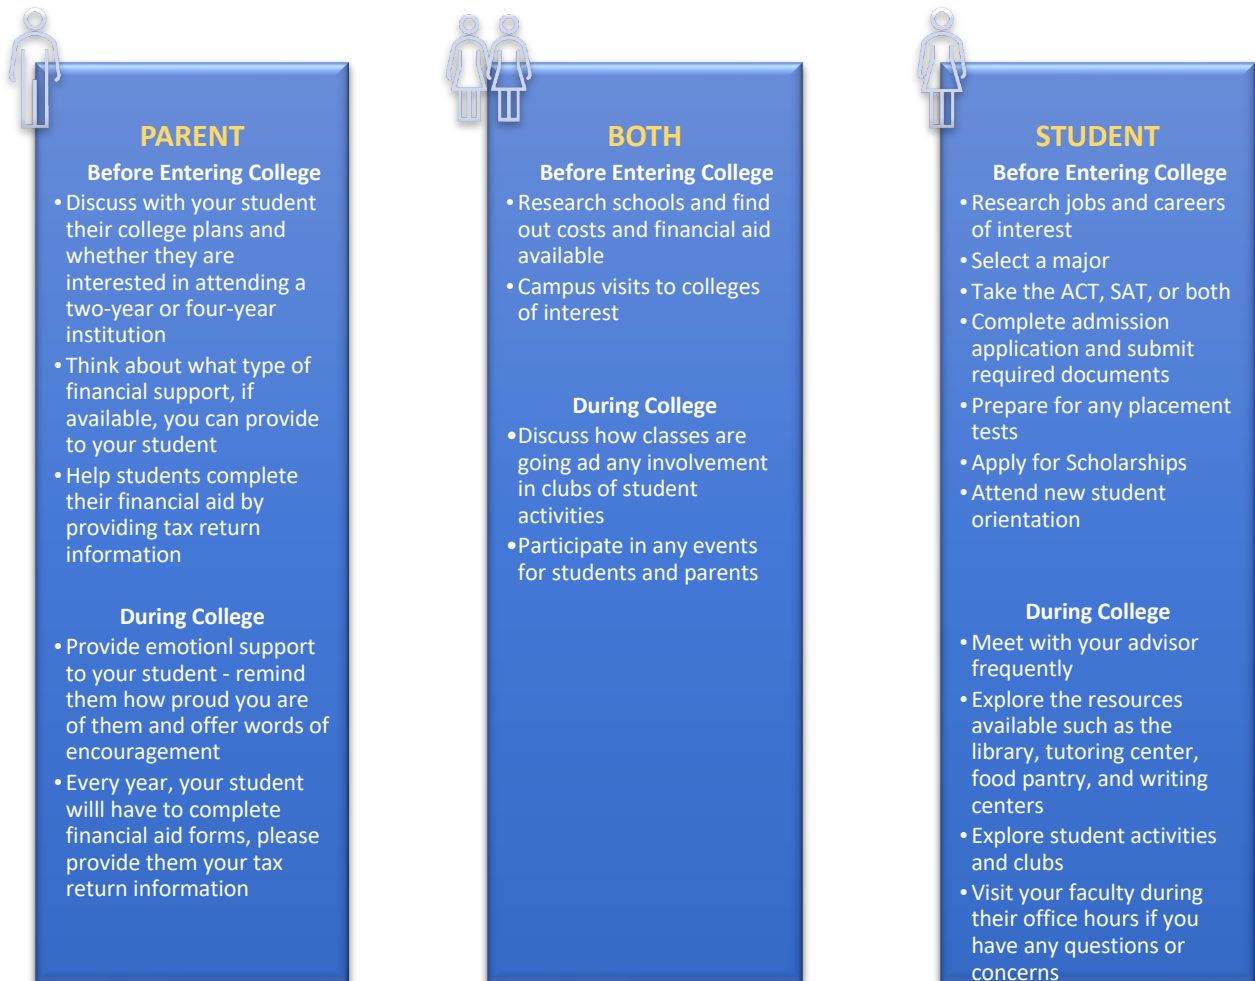 PARENT
Before Entering College
• Discuss with your student
their college plans and
whether they are
interested in attending a
two-year or four-year
institution
• Think about what type of
financial support, if
available, you can provide
to your student
• Help students complete
their financial aid by
providing tax return
information
During College
• Provide emotionl support
to your student - remind
them how proud you are
of them and offer words of
encouragement
• Every year, your student
willl have to complete
financial aid forms, please
provide them your tax
return information
BOTH
Before Entering College
• Research schools and find
out costs and financial aid
available
• Campus visits to colleges
of interest
During College
•Discuss how classes are
going ad any involvement
in clubs of student
activities
•Participate in any events
for students and parents
STUDENT
Before Entering College
• Research jobs and careers
of interest
• Select a major
• Take the ACT, SAT, or both
• Complete admission
application and submit
required documents
• Prepare for any placement
tests
• Apply for Scholarships
• Attend new student
orientation
During College
• Meet with your advisor
frequently
• Explore the resources
available such as the
library, tutoring center,
food pantry, and writing
centers
• Explore student activities
and clubs
• Visit your faculty during
their office hours if you
have any questions or
concerns